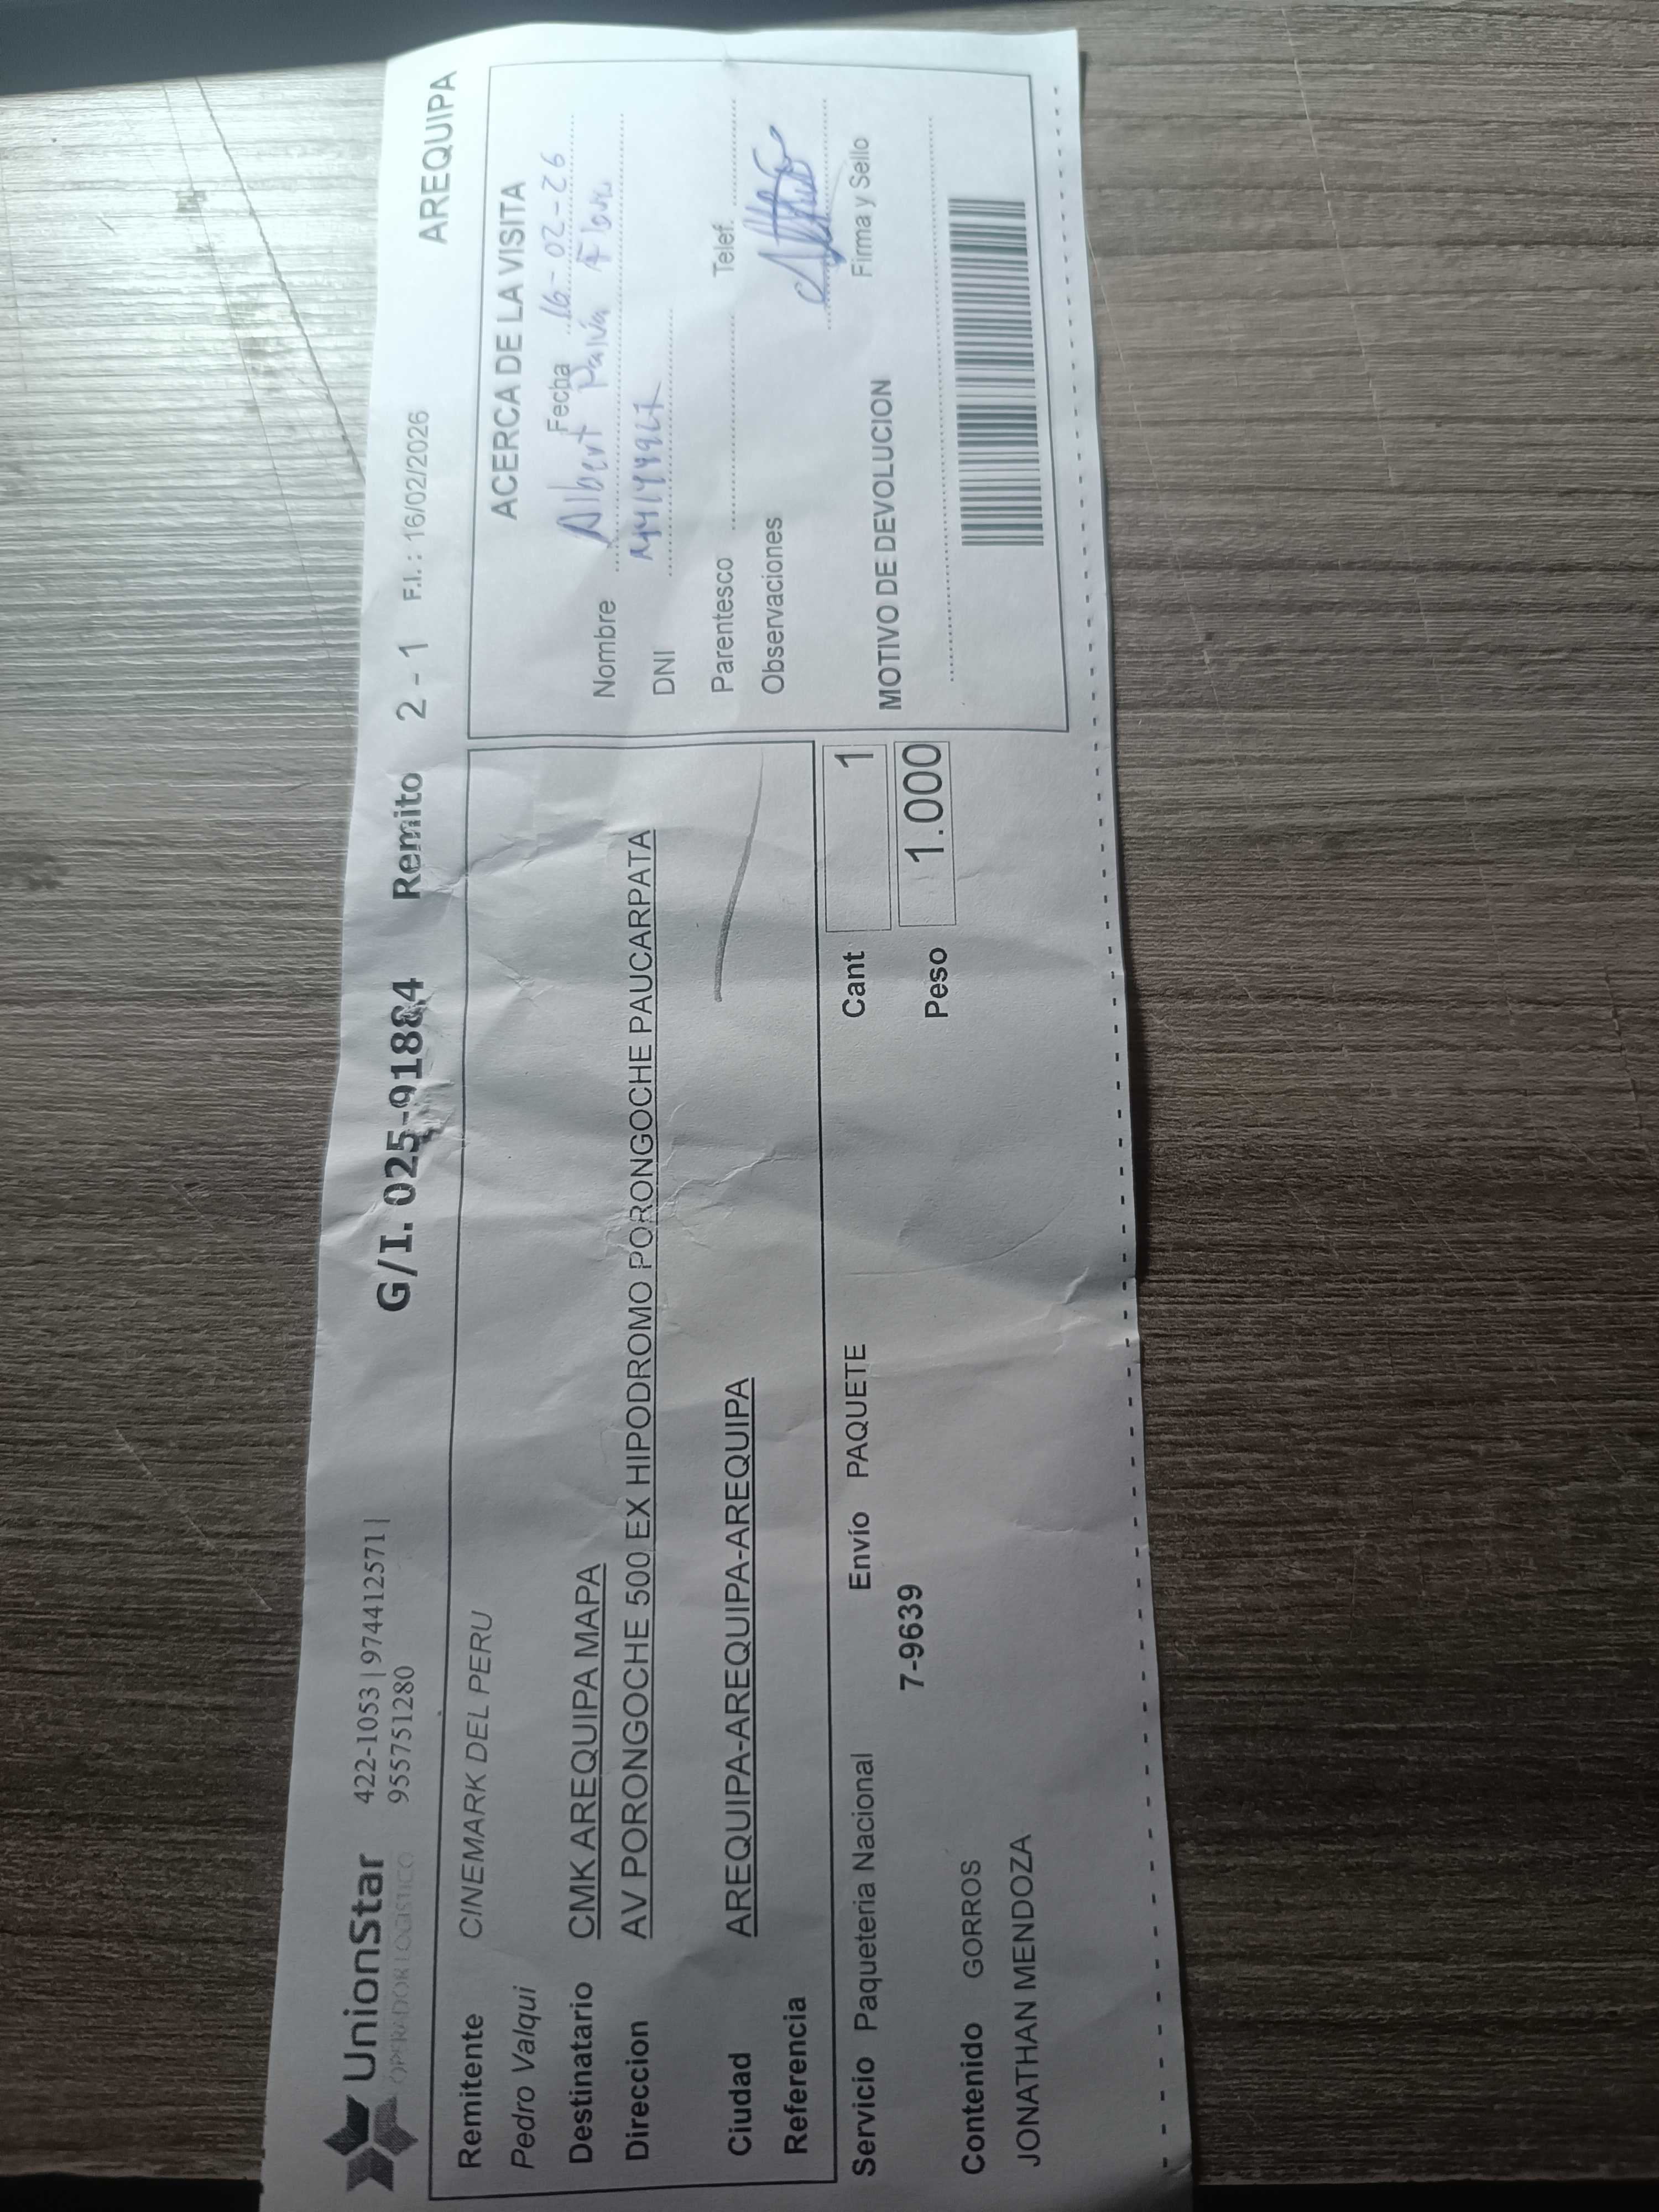 UnionStar
OPERADOR LOGISTICO
422-1053 | 974412571 |
955751280
G/I. 025-91884 Remito 2 - 1 F.I.: 16/02/2026 AREQUIPA
Remitente CINEMARK DEL PERU
Pedro Valqui
Destinatario CMK AREQUIPA MAPA
Direccion AV PORONGOCHE 500 EX HIPODROMO PORONGOCHE PAUCARPATA
Ciudad AREQUIPA-AREQUIPA-AREQUIPA
Referencia
Servicio Paqueteria Nacional Envío PAQUETE Cant 1
7-9639 Peso 1.000
Contenido GORROS
JONATHAN MENDOZA
ACERCA DE LA VISITA
Fecha 16-02-26
Nombre Albert
DNI
Parentesco Telef.
Observaciones
Firma y Sello
MOTIVO DE DEVOLUCION